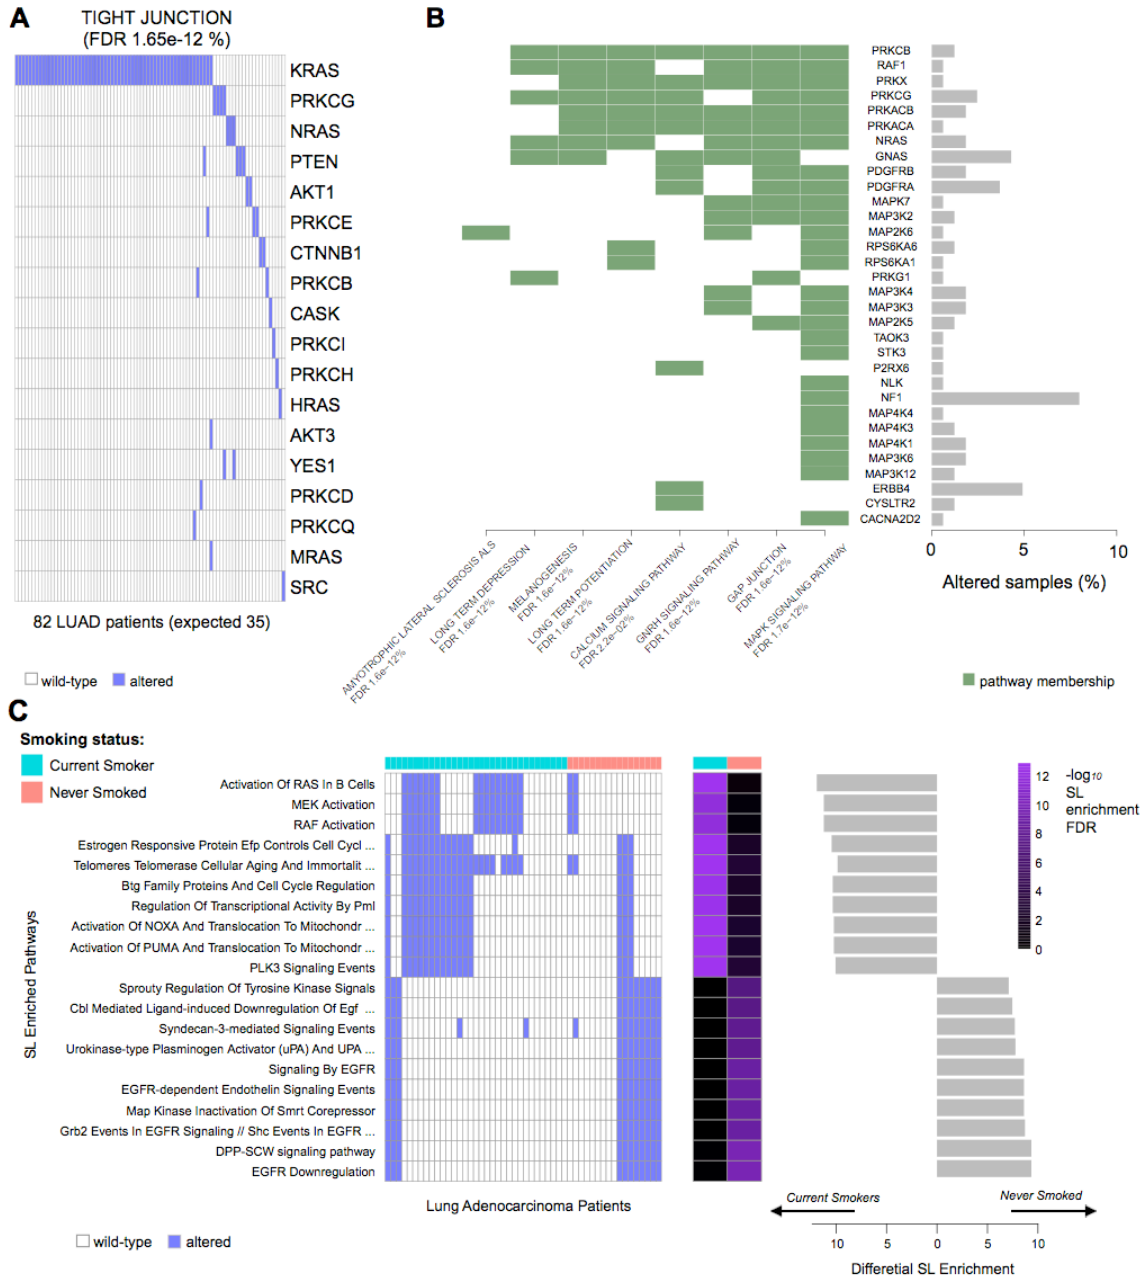 A
TIGHT JUNCTION
(FDR 1.65e-12 %)
KRAS
PRKCG
NRAS
PTEN
AKT1
PRKCE
CTNNB1
PRKCB
CASK
PRKCI
PRKCH
HRAS
AKT3
YES1
PRKCD
PRKCQ
MRAS
SRC
82 LUAD patients (expected 35)
wild-type
altered
B
PRKCB
RAF1
PRKX
PRKCG
PRKACB
PRKACA
NRAS
GNAS
PDGFRB
PDGFRA
MAPK7
MAP3K2
MAP2K6
RPS6KA6
RPS6KA1
PRKG1
MAP3K4
MAP3K3
MAP2K5
TAOK3
STK3
P2RX6
NLK
NF1
MAP4K4
MAP4K3
MAP4K1
MAP3K6
MAP3K12
ERBB4
CYSLTR2
CACNA2D2
AMYOTROPHIC LATERAL SCLEROSIS ALS
FDR 1.6e−12%
LONG TERM DEPRESSION
FDR 1.6e−12%
MELANOGENESIS
FDR 1.6e−12%
LONG TERM POTENTIATION
FDR 1.6e−12%
CALCIUM SIGNALING PATHWAY
FDR 2.2e−02%
GNRH SIGNALING PATHWAY
FDR 1.6e−12%
GAP JUNCTION
FDR 1.6e−12%
MAPK SIGNALING PATHWAY
FDR 1.7e−12%
0 5 10
Altered samples (%)
pathway membership
C
Smoking status:
Current Smoker
Never Smoked
SL Enriched Pathways
Activation Of RAS In B Cells
MEK Activation
RAF Activation
Estrogen Responsive Protein Efp Controls Cell Cycl ...
Telomeres Telomerase Cellular Aging And Immortalit ...
Btg Family Proteins And Cell Cycle Regulation
Regulation Of Transcriptional Activity By Pml
Activation Of NOXA And Translocation To Mitochondr ...
Activation Of PUMA And Translocation To Mitochondr ...
PLK3 Signaling Events
Sprouty Regulation Of Tyrosine Kinase Signals
Cbl Mediated Ligand-induced Downregulation Of Egf ...
Syndecan-3-mediated Signaling Events
Urokinase-type Plasminogen Activator (uPA) And UPA ...
Signaling By EGFR
EGFR-dependent Endothelin Signaling Events
Map Kinase Inactivation Of Smrt Corepressor
Grb2 Events In EGFR Signaling // Shc Events In EGFR ...
DPP-SCW signaling pathway
EGFR Downregulation
Lung Adenocarcinoma Patients
wild-type
altered
12
10
8
6
4
2
0
-log10
SL
enrichment
FDR
Current Smokers
Never Smoked
10 5 0 5 10
Differetial SL Enrichment